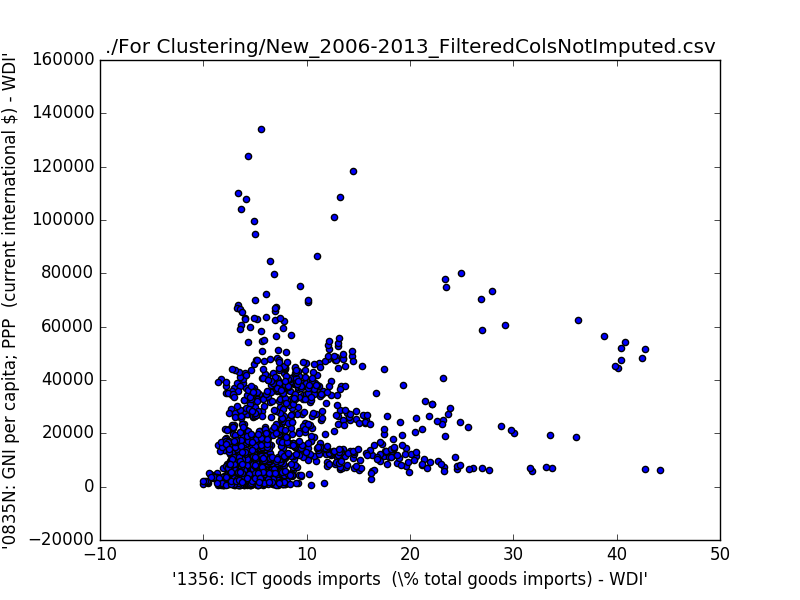 ./For Clustering/New_2006-2013_FilteredColsNotImputed.csv
'0835N: GNI per capita; PPP  (current international $) - WDI'
160000
140000
120000
100000
80000
60000
40000
20000
0
−20000
−10 0 10 20 30 40 50
'1356: ICT goods imports  (\% total goods imports) - WDI'